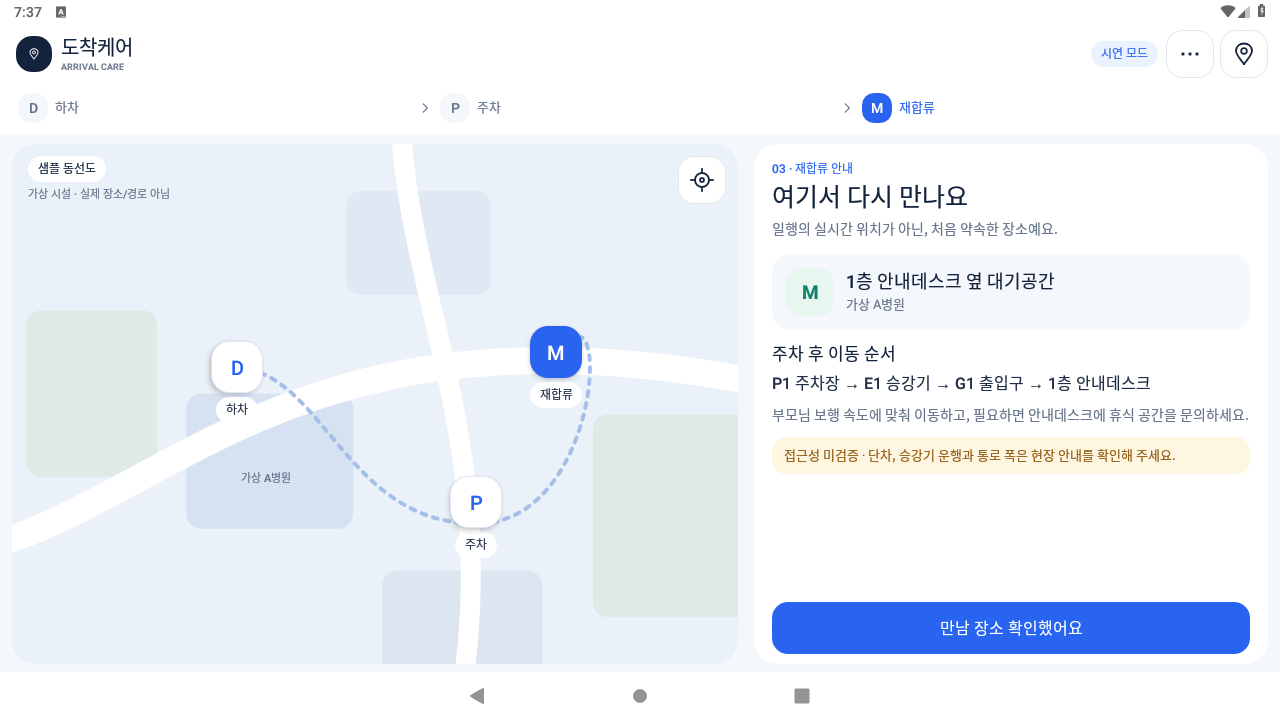 7:37
도착케어
ARRIVAL CARE
시연 모드
D 하차
P 주차
M 재합류
샘플 동선도
가상 시설 · 실제 장소/경로 아님
D
하차
M
재합류
가상 A병원
P
주차
03 · 재합류 안내
여기서 다시 만나요
일행의 실시간 위치가 아닌, 처음 약속한 장소예요.
M
1층 안내데스크 옆 대기공간
가상 A병원
주차 후 이동 순서
P1 주차장 → E1 승강기 → G1 출입구 → 1층 안내데스크
부모님 보행 속도에 맞춰 이동하고, 필요하면 안내데스크에 휴식 공간을 문의하세요.
접근성 미검증 · 단차, 승강기 운행과 통로 폭은 현장 안내를 확인해 주세요.
만남 장소 확인했어요